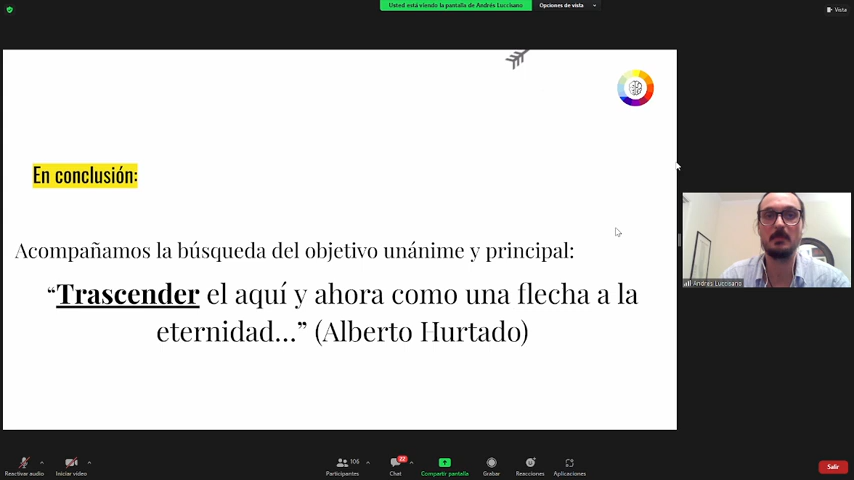 Usted está viendo la pantalla de Andrés Luccisano
Opciones de vista
Vista
En conclusión:
Acompañamos la búsqueda del objetivo unánime y principal:
“Trascender el aquí y ahora como una flecha a la
eternidad...” (Alberto Hurtado)
Andrés Luccisano
Reactivar audio
Iniciar video
106
Participantes
22
Chat
Compartir pantalla
Grabar
Reacciones
Aplicaciones
Salir